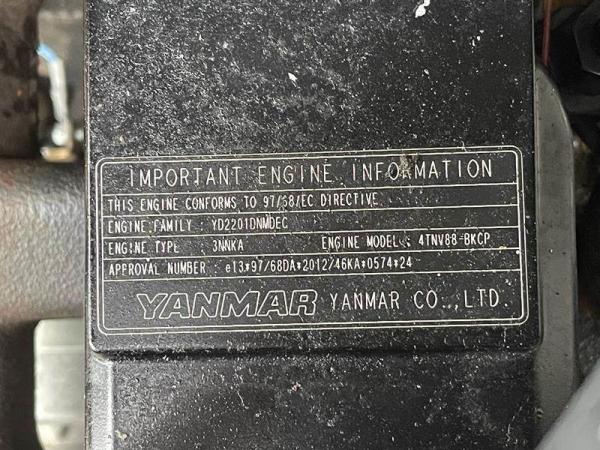 IMPORTANT ENGINE INFORMATION
THIS ENGINE CONFORMS TO 97/68/EC DIRECTIVE.
ENGINE FAMILY : YD2201DNMDEC
ENGINE TYPE : 3NNKA ENGINE MODEL : 4TNV88-BKCP
APPROVAL NUMBER : e13*97/68DA*2012/46KA*0574*24
YANMAR YANMAR CO.,LTD.